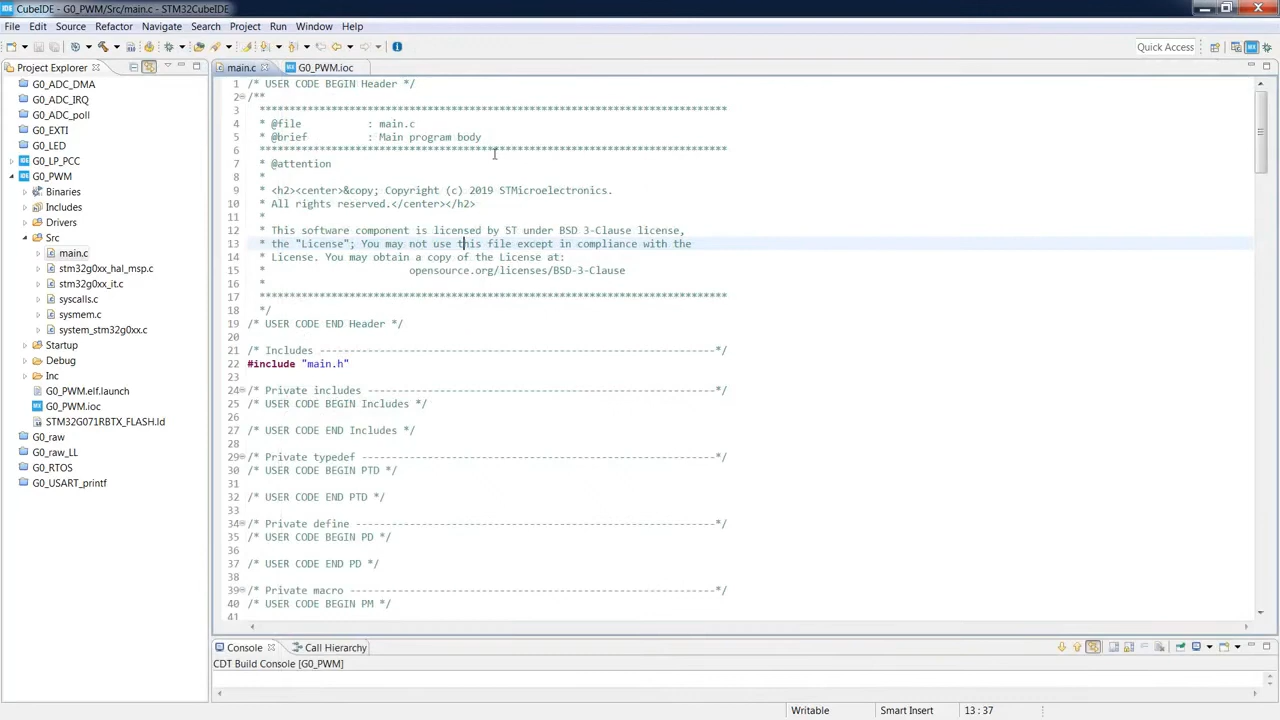 CubeIDE - G0_PWM/Src/main.c - STM32CubeIDE
File Edit Source Refactor Navigate Search Project Run Window Help
Quick Access
Project Explorer
G0_ADC_DMA
G0_ADC_IRQ
G0_ADC_poll
G0_EXTI
G0_LED
G0_LP_PCC
G0_PWM
Binaries
Includes
Drivers
Src
main.c
stm32g0xx_hal_msp.c
stm32g0xx_it.c
syscalls.c
sysmem.c
system_stm32g0xx.c
Startup
Debug
Inc
G0_PWM.elf.launch
G0_PWM.ioc
STM32G071RBTX_FLASH.ld
G0_raw
G0_raw_LL
G0_RTOS
G0_USART_printf
main.c G0_PWM.ioc
1 /* USER CODE BEGIN Header */
2 /**
3 ******************************************************************************
4 * @file : main.c
5 * @brief : Main program body
6 ******************************************************************************
7 * @attention
8 *
9 * <h2><center>&copy; Copyright (c) 2019 STMicroelectronics.
10 * All rights reserved.</center></h2>
11 *
12 * This software component is licensed by ST under BSD 3-Clause license,
13 * the "License"; You may not use this file except in compliance with the
14 * License. You may obtain a copy of the License at:
15 * opensource.org/licenses/BSD-3-Clause
16 *
17 ******************************************************************************
18 */
19 /* USER CODE END Header */
20
21 /* Includes ------------------------------------------------------------------*/
22 #include "main.h"
23
24 /* Private includes ----------------------------------------------------------*/
25 /* USER CODE BEGIN Includes */
26
27 /* USER CODE END Includes */
28
29 /* Private typedef -----------------------------------------------------------*/
30 /* USER CODE BEGIN PTD */
31
32 /* USER CODE END PTD */
33
34 /* Private define ------------------------------------------------------------*/
35 /* USER CODE BEGIN PD */
36
37 /* USER CODE END PD */
38
39 /* Private macro -------------------------------------------------------------*/
40 /* USER CODE BEGIN PM */
41
Console Call Hierarchy
CDT Build Console [G0_PWM]
Writable Smart Insert 13 : 37